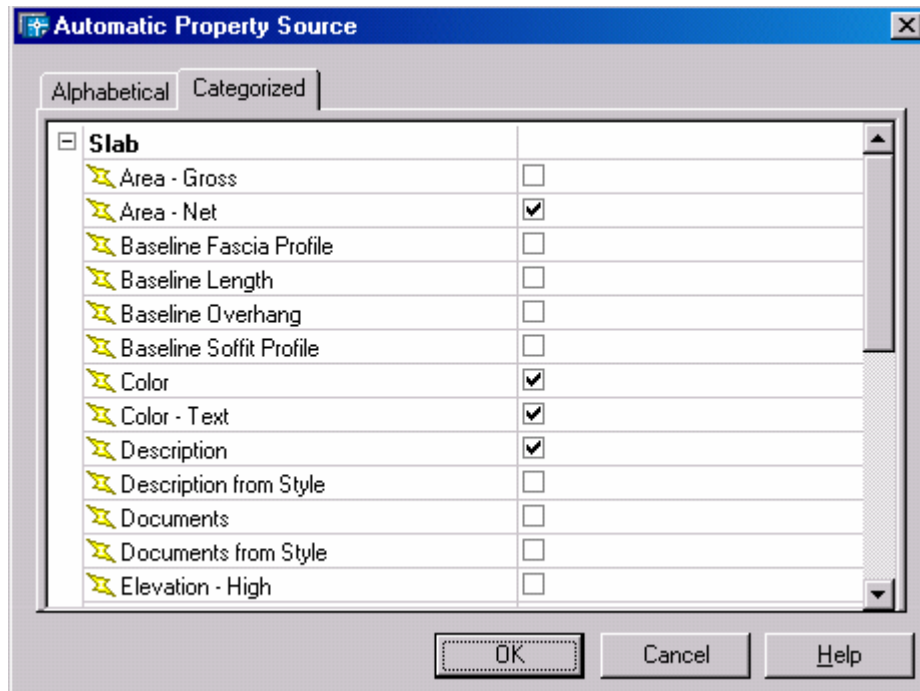 Automatic Property Source
Alphabetical
Categorized
Slab
Area - Gross
Area - Net
Baseline Fascia Profile
Baseline Length
Baseline Overhang
Baseline Soffit Profile
Color
Color - Text
Description
Description from Style
Documents
Documents from Style
Elevation - High
OK
Cancel
Help